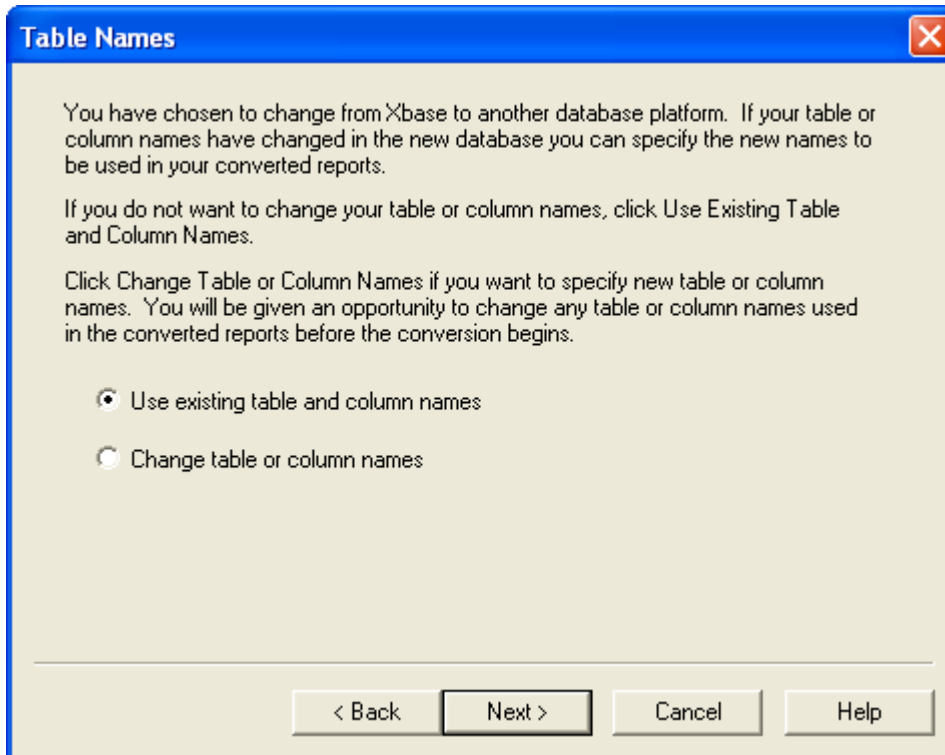 Table Names
You have chosen to change from Xbase to another database platform.  If your table or
column names have changed in the new database you can specify the new names to
be used in your converted reports.
If you do not want to change your table or column names, click Use Existing Table
and Column Names.
Click Change Table or Column Names if you want to specify new table or column
names.  You will be given an opportunity to change any table or column names used
in the converted reports before the conversion begins.
Use existing table and column names
Change table or column names
< Back
Next >
Cancel
Help